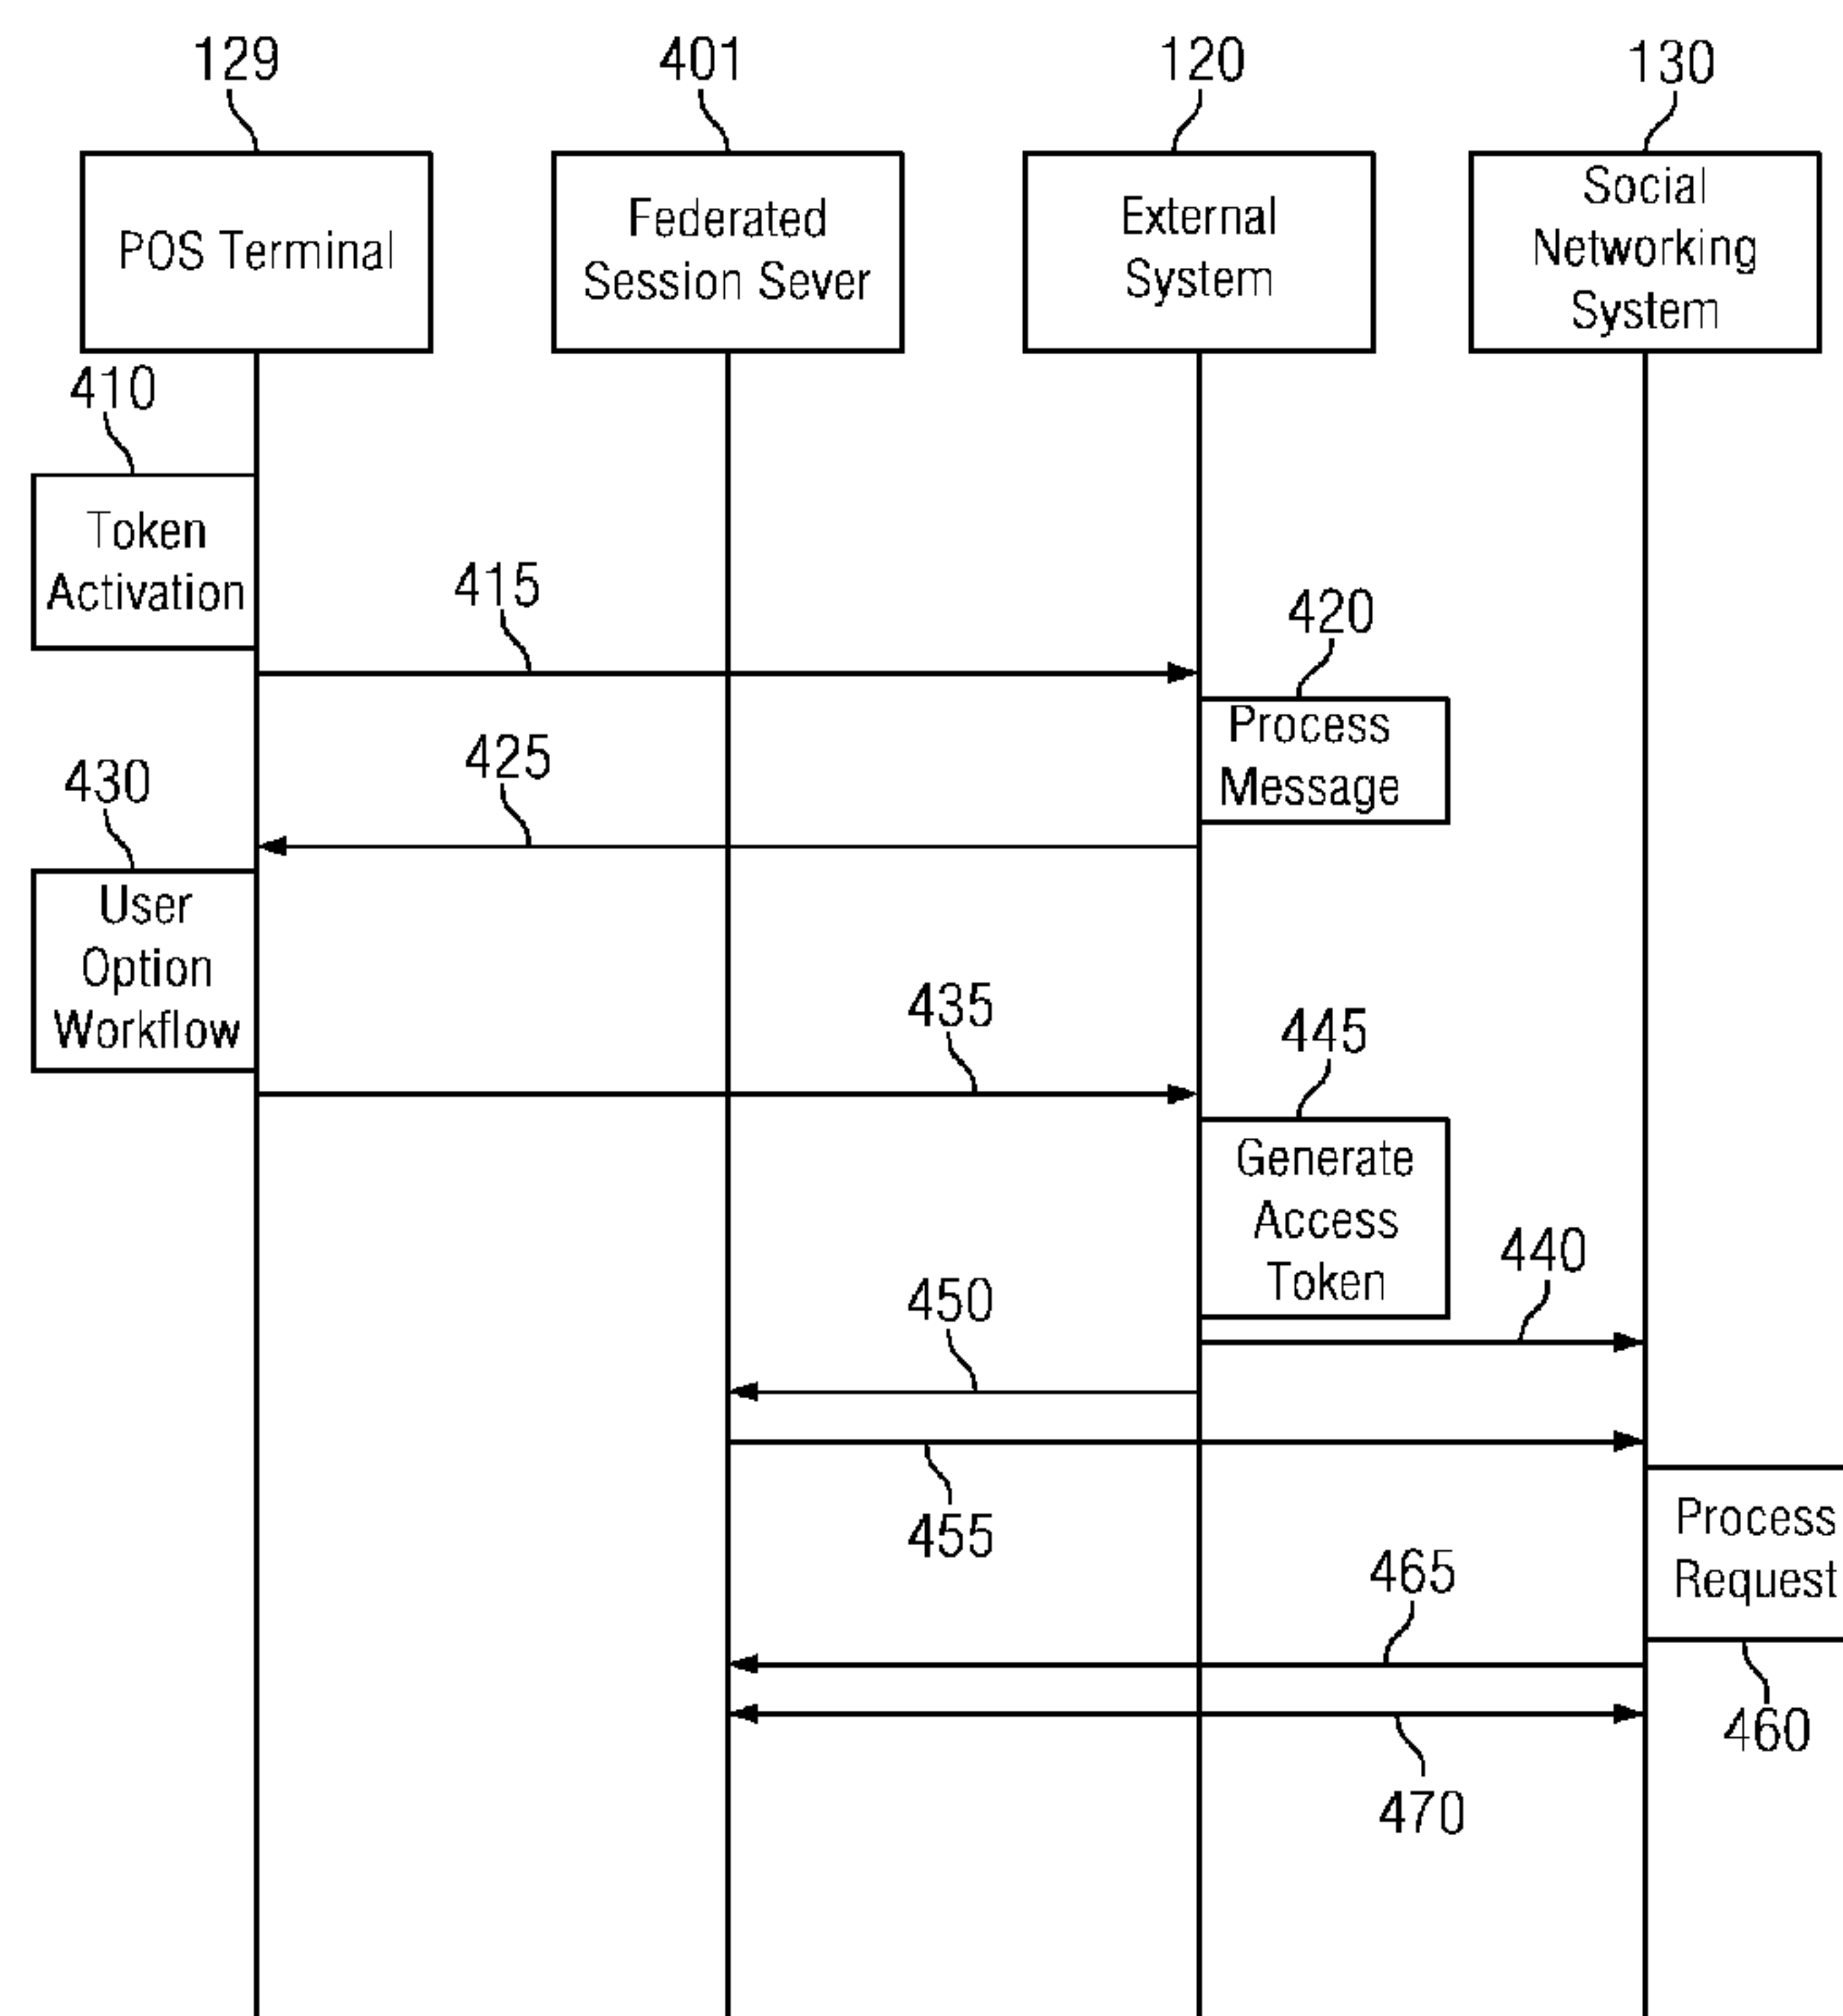 129
401
120
130
POS Terminal
Federated
Session Sever
External
System
Social
Networking
System
410
Token
Activation
415
420
Process
Message
425
430
User
Option
Workflow
435
445
Generate
Access
Token
440
450
455
Process
Request
465
460
470